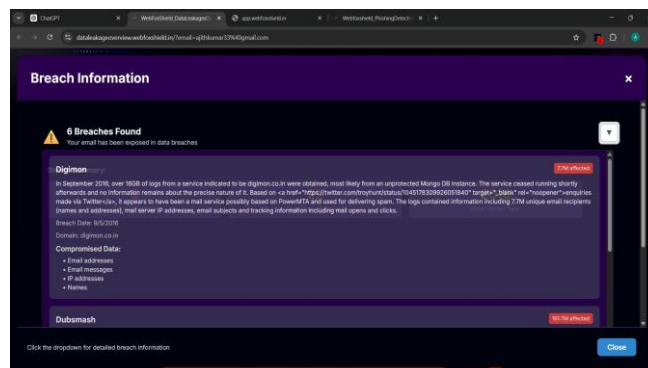 ChatGPT
WebFoxShield_DataLeakages
app.webfoxshield.in
WebFoxshield_PhishingDetecti
dataleakageoverview.webfoxshield.in/?email=ajithkumar33%40gmail.com
Breach Information
6 Breaches Found
Your email has been exposed in data breaches
Digimon
7.7M affected
In September 2016, over 16GB of logs from a service indicated to be digimon.co.in were obtained, most likely from an unprotected Mongo DB instance. The service ceased running shortly
afterwards and no information remains about the precise nature of it. Based on <a href="https://twitter.com/troyhunt/status/1045178309926051840" target="_blank" rel="noopener">enquiries
made via Twitter</a>, it appears to have been a mail service possibly based on PowerMTA and used for delivering spam. The logs contained information including 7.7M unique email recipients
(names and addresses), mail server IP addresses, email subjects and tracking information including mail opens and clicks.
Breach Date: 9/5/2016
Domain: digimon.co.in
Compromised Data:
• Email addresses
• Email messages
• IP addresses
• Names
Dubsmash
161.7M affected
Click the dropdown for detailed breach information
Close